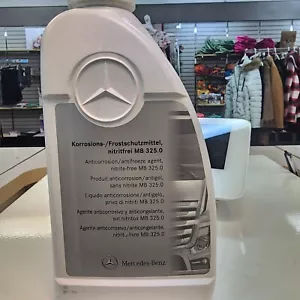 Korrosions-/Frostschutzmittel,
nitritfrei MB 325.0
Anticorrosion/antifreeze agent,
nitrite-free MB 325.0
Produit anticorrosion/antigel,
sans nitrite MB 325.0
Liquido anticorrosione/antigelo,
privo di nitriti MB 325.0
Agente anticorrosivo y anticongelante,
sin nitritos MB 325.0
Agente anticorrosivo/anticongelante,
MB 325.0
Mercedes-Benz